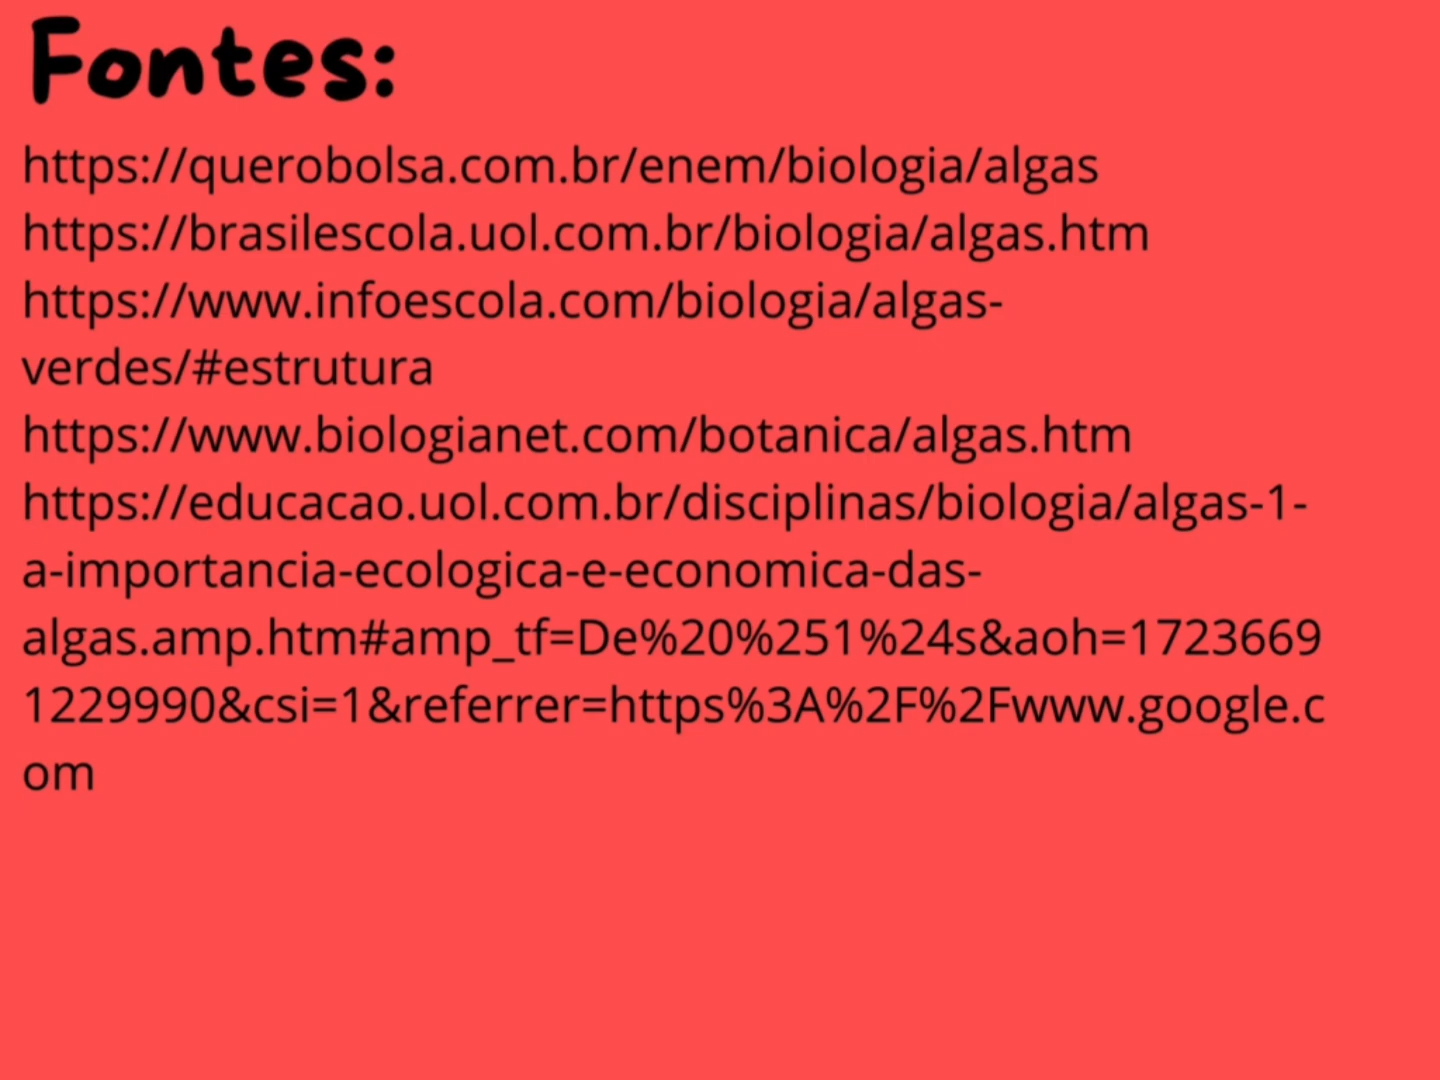 Fontes:
https://querobolsa.com.br/enem/biologia/algas
https://brasilescola.uol.com.br/biologia/algas.htm
https://www.infoescola.com/biologia/algas-
verdes/#estrutura
https://www.biologianet.com/botanica/algas.htm
https://educacao.uol.com.br/disciplinas/biologia/algas-1-
a-importancia-ecologica-e-economica-das-
algas.amp.htm#amp_tf=De%20%251%24s&aoh=1723669
1229990&csi=1&referrer=https%3A%2F%2Fwww.google.c
om